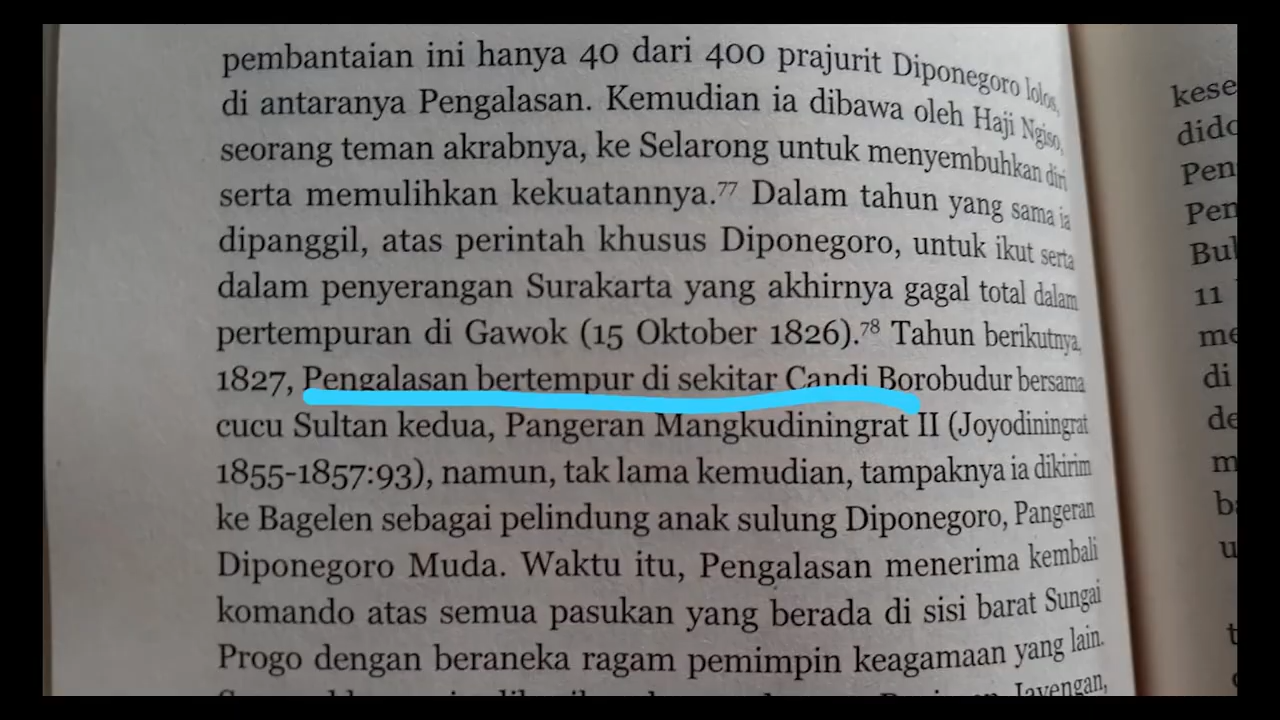 pembantaian ini hanya 40 dari 400 prajurit Diponegoro lolos,
di antaranya Pengalasan. Kemudian ia dibawa oleh Haji Ngiso,
seorang teman akrabnya, ke Selarong untuk menyembuhkan diri
serta memulihkan kekuatannya.⁷⁷ Dalam tahun yang sama ia
dipanggil, atas perintah khusus Diponegoro, untuk ikut serta
dalam penyerangan Surakarta yang akhirnya gagal total dalam
pertempuran di Gawok (15 Oktober 1826).⁷⁸ Tahun berikutnya,
1827, Pengalasan bertempur di sekitar Candi Borobudur bersama
cucu Sultan kedua, Pangeran Mangkudiningrat II (Joyodiningrat
1855-1857:93), namun, tak lama kemudian, tampaknya ia dikirim
ke Bagelen sebagai pelindung anak sulung Diponegoro, Pangeran
Diponegoro Muda. Waktu itu, Pengalasan menerima kembali
komando atas semua pasukan yang berada di sisi barat Sungai
Progo dengan beraneka ragam pemimpin keagamaan yang lain.
Jayengan,
kese
dido
Pen
Pen
Bul
11
me
di
de
m